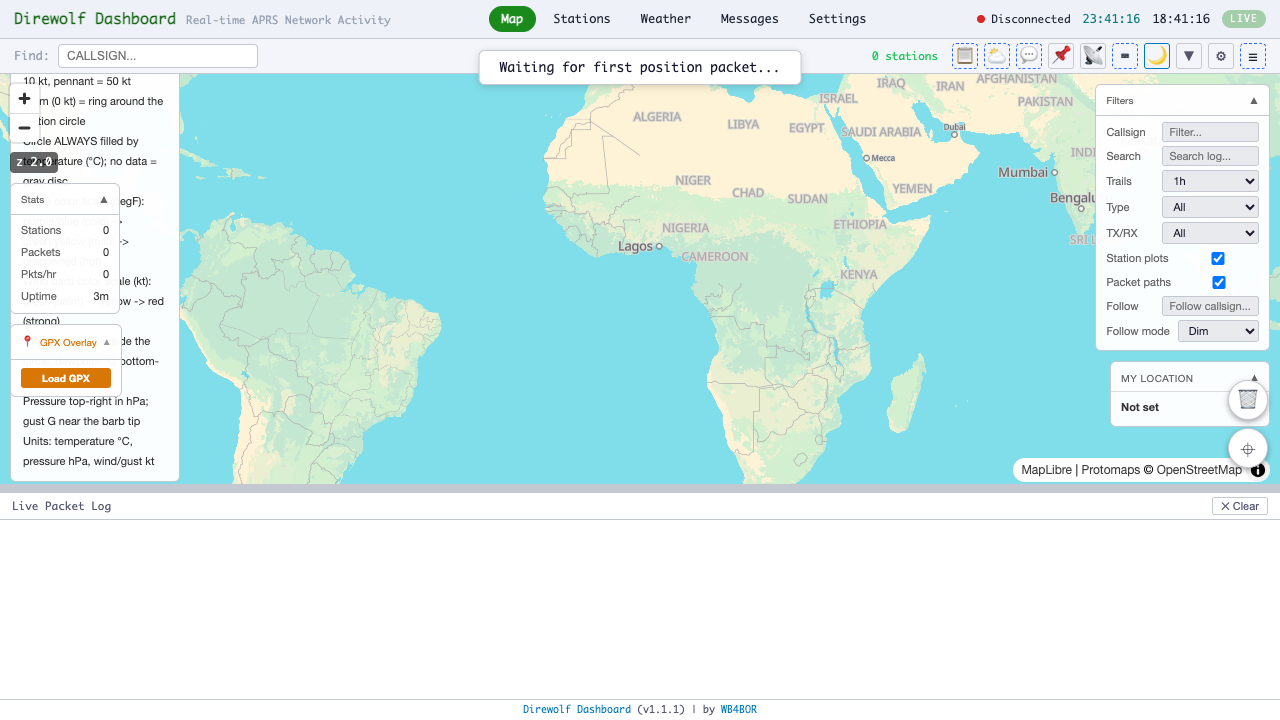 Direwolf Dashboard Real-time APRS Network Activity
Map Stations Weather Messages Settings
Disconnected 23:41:16 18:41:16 LIVE
Find: CALLSIGN...
0 stations
Waiting for first position packet...
10 kt, pennant = 50 kt
(0 kt) = ring around the
circle
Circle ALWAYS filled by
(°C); no data =
gray disc
z 2.0
+
−
Stats ▲
Stations 0
Packets 0
Pkts/hr 0
Uptime 3m
-> red
(strong)
GPX Overlay ▲
Load GPX
Pressure top-right in hPa;
gust G near the barb tip
Units: temperature °C,
pressure hPa, wind/gust kt
ALGERIA
LIBYA
EGYPT
ISRAEL
IRAQ
IRAN
AFGHANISTAN
PAKISTAN
SAUDI ARABIA
Dubai
Mecca
Mumbai
NIGER
CHAD
SUDAN
YEMEN
NIGERIA
Lagos
CAMEROON
ETHIOPIA
KENYA
Filters ▲
Callsign Filter...
Search Search log...
Trails 1h
Type All
TX/RX All
Station plots
Packet paths
Follow Follow callsign...
Follow mode Dim
MY LOCATION ▲
Not set
MapLibre | Protomaps © OpenStreetMap
Live Packet Log
✕ Clear
Direwolf Dashboard (v1.1.1) | by WB4BOR